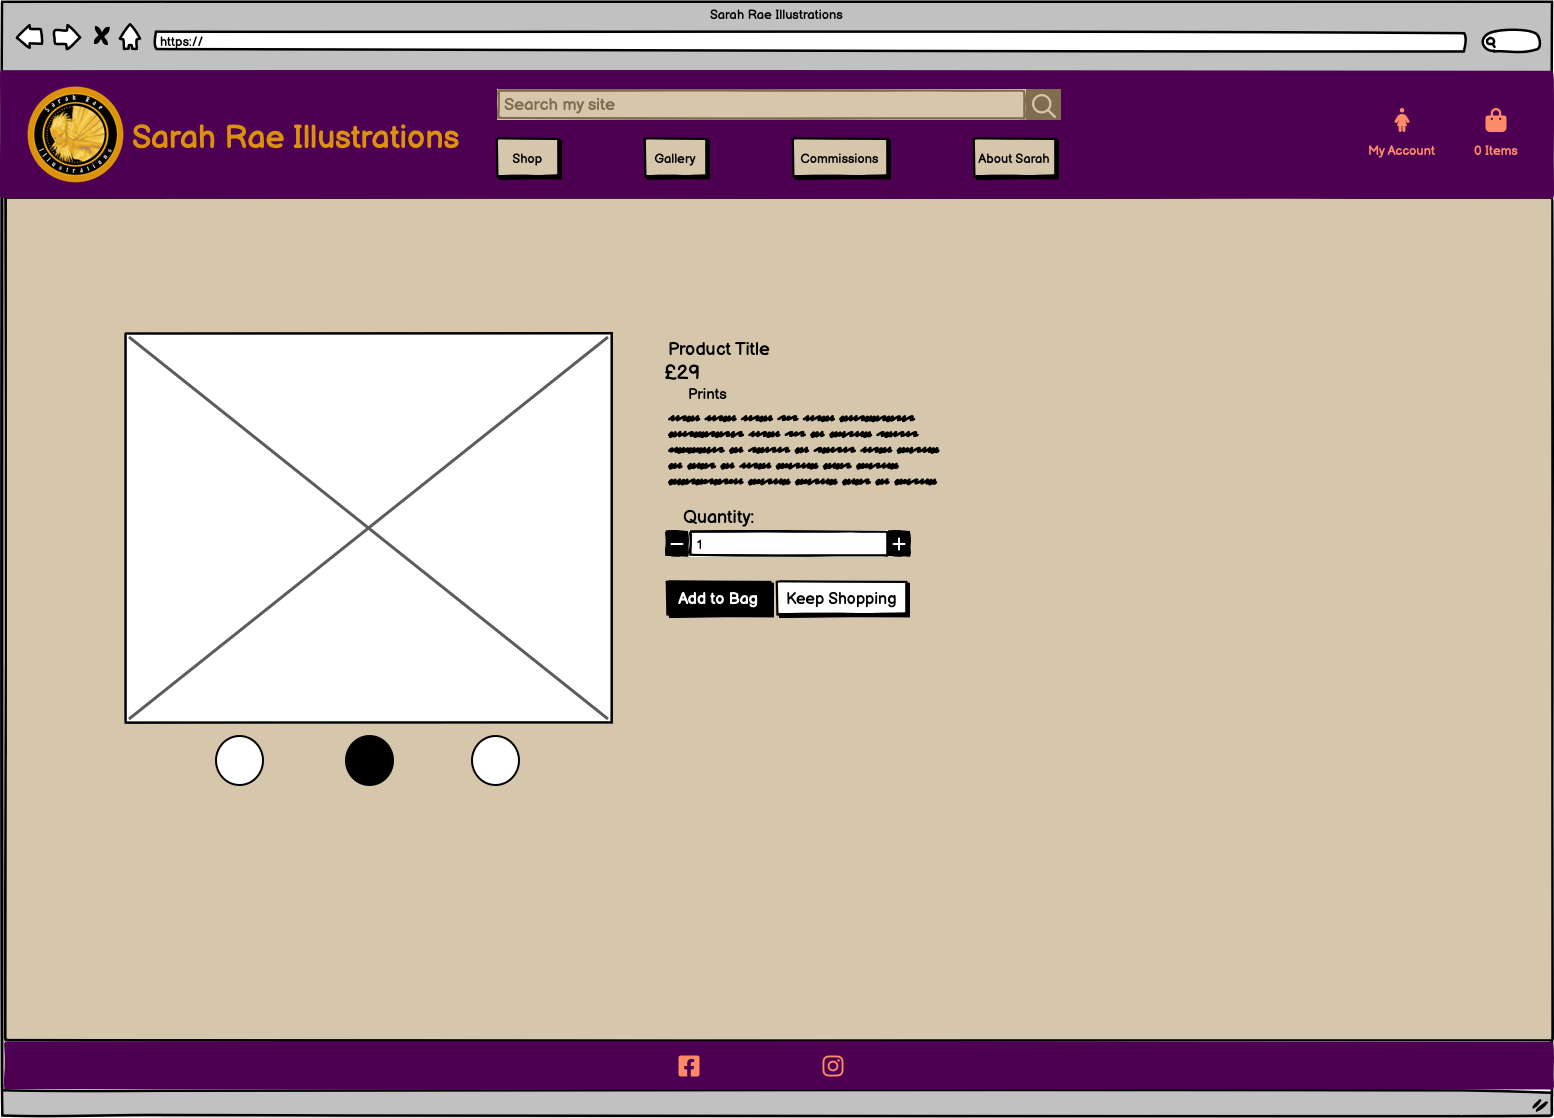 Sarah Rae Illustrations
https://
Sarah Rae
Illustrations
Sarah Rae Illustrations
Search my site
Shop
Gallery
Commissions
About Sarah
My Account
0 Items
Product Title
£29
Prints
Quantity:
1
Add to Bag
Keep Shopping